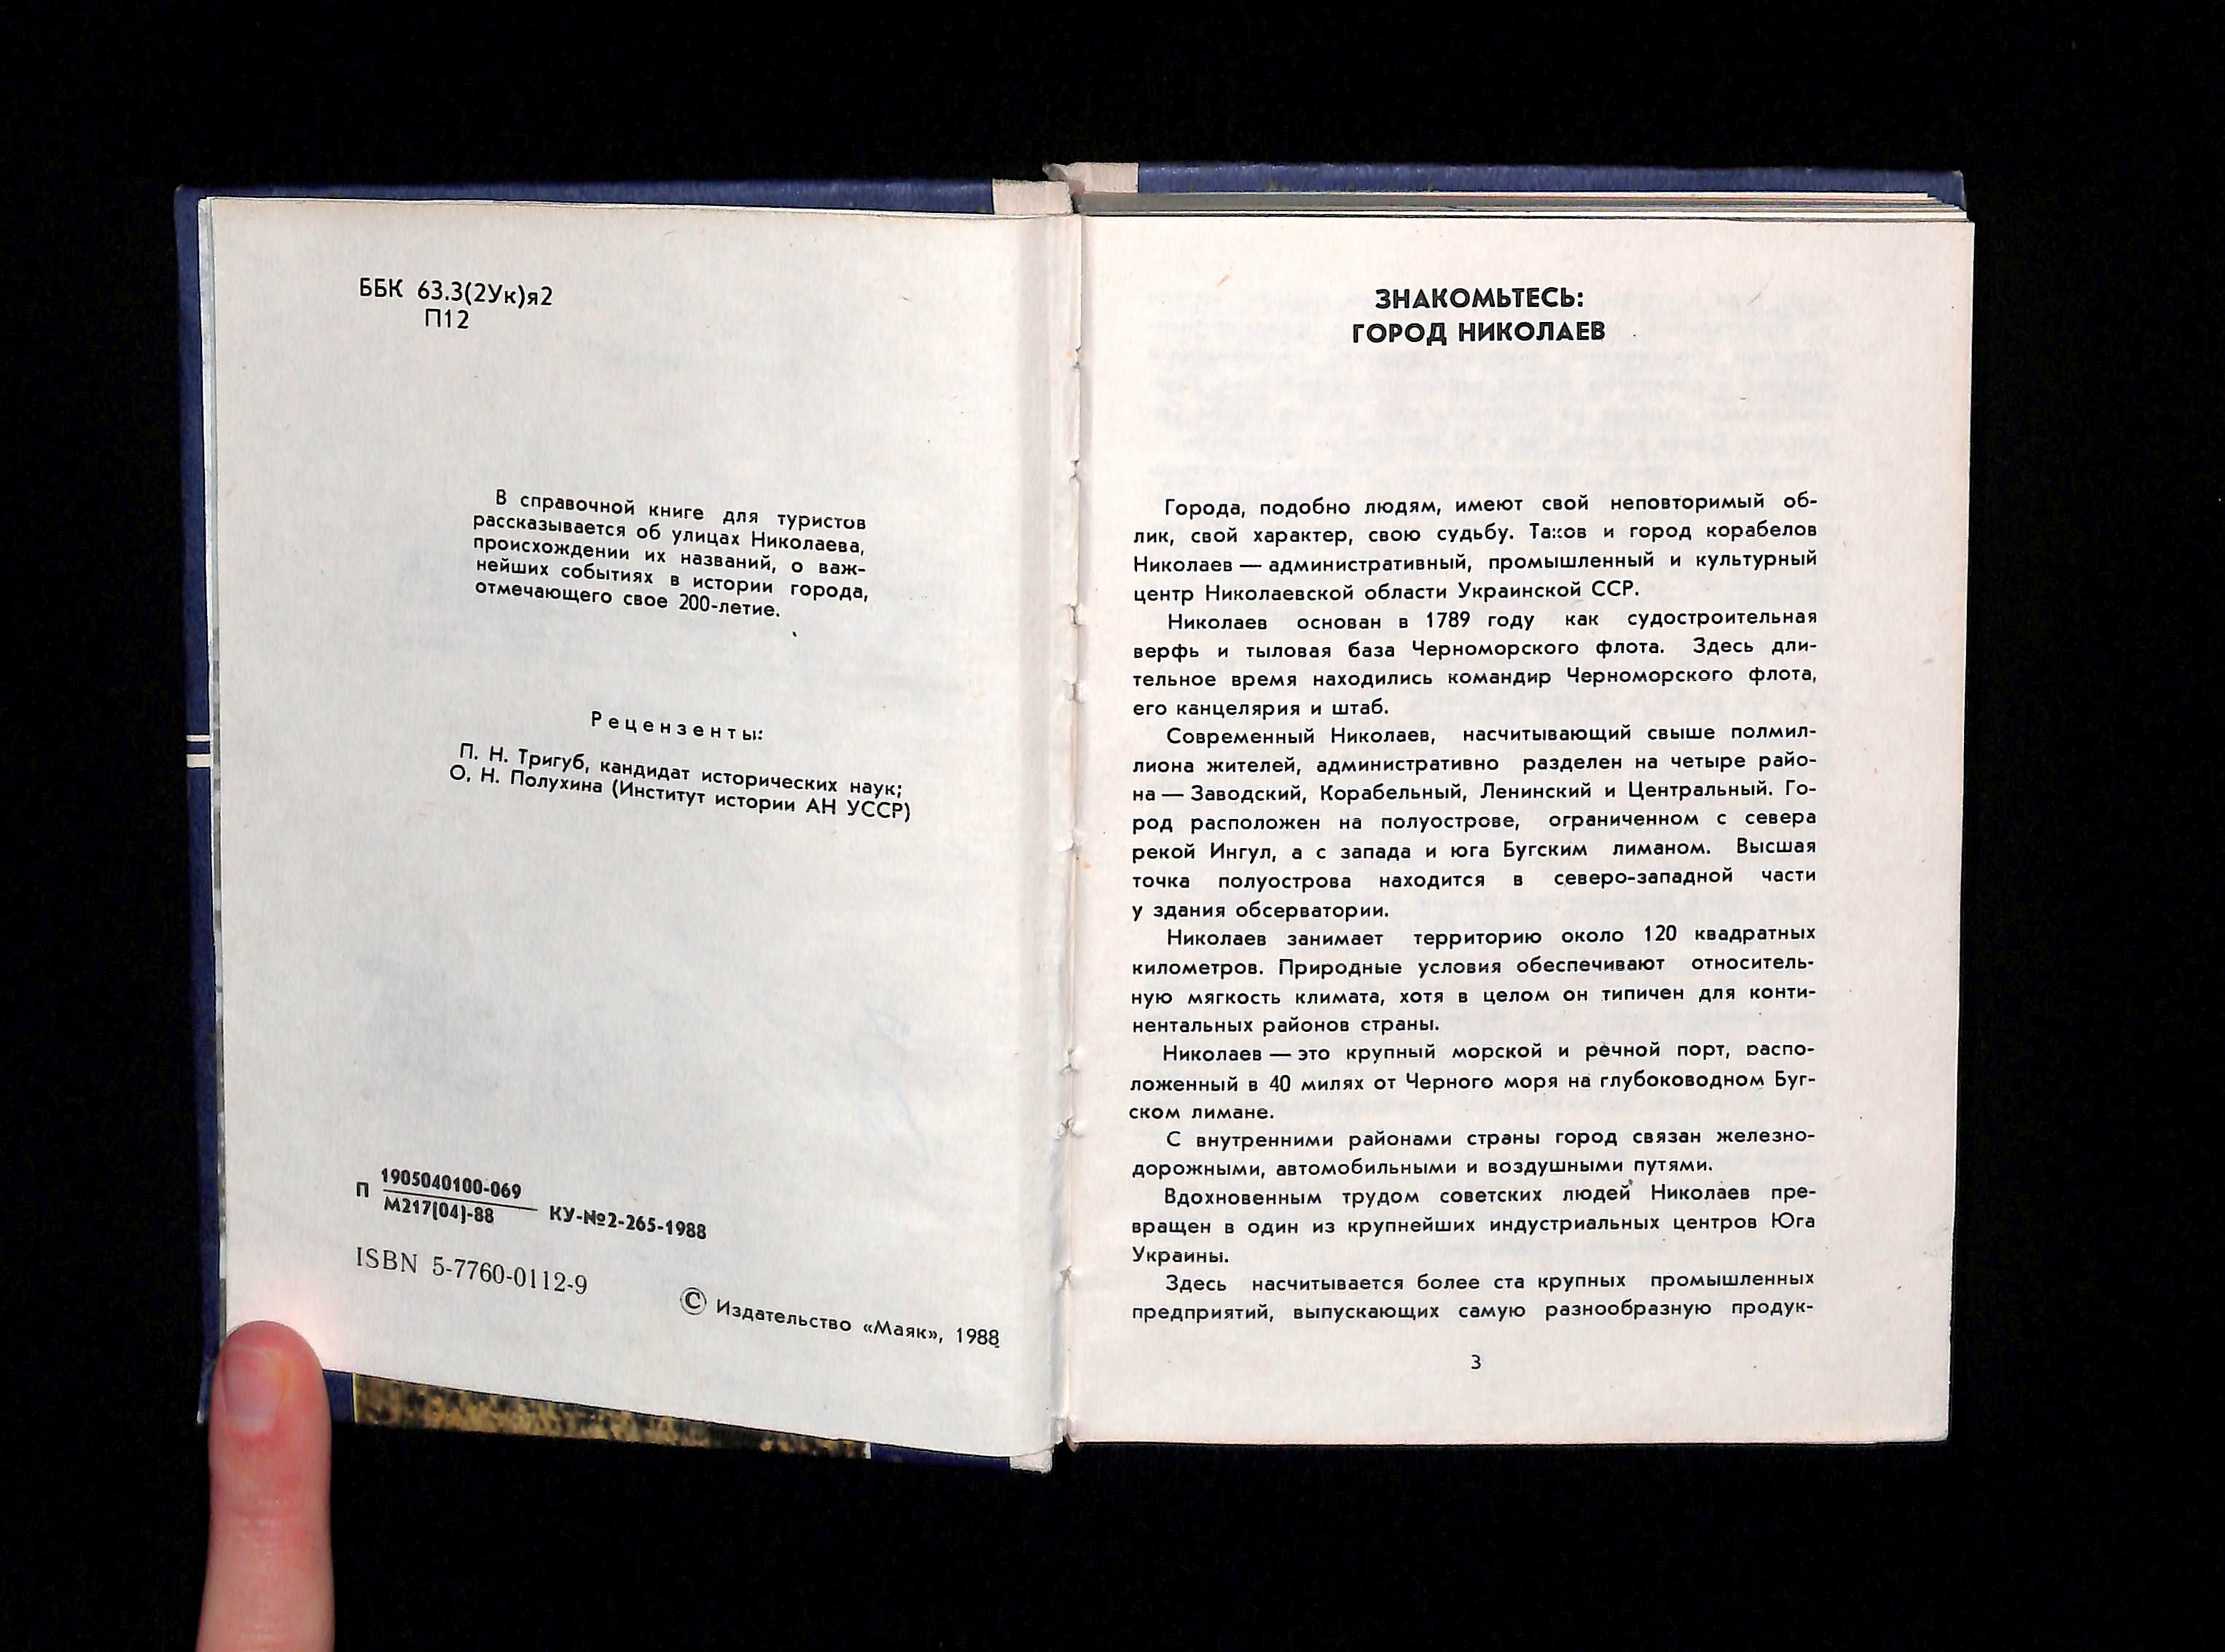 ББК 63.3(2Ук)я2
П12
В справочной книге для туристов
рассказывается об улицах Николаева,
происхождении их названий, о важ-
нейших событиях в истории города,
отмечающего свое 200-летие.
Рецензенты:
П. Н. Тригуб, кандидат исторических наук;
О. Н. Полухина (Институт истории АН УССР)
П 1905040100-069
М217(04)-88 КУ-№2-265-1988
ISBN 5-7760-0112-9
© Издательство «Маяк», 1988
ЗНАКОМЬТЕСЬ:
ГОРОД НИКОЛАЕВ
Города, подобно людям, имеют свой неповторимый об-
лик, свой характер, свою судьбу. Таков и город корабелов
Николаев — административный, промышленный и культурный
центр Николаевской области Украинской ССР.
Николаев основан в 1789 году как судостроительная
верфь и тыловая база Черноморского флота. Здесь дли-
тельное время находились командир Черноморского флота,
его канцелярия и штаб.
Современный Николаев, насчитывающий свыше полмил-
лиона жителей, административно разделен на четыре райо-
на — Заводский, Корабельный, Ленинский и Центральный. Го-
род расположен на полуострове, ограниченном с севера
рекой Ингул, а с запада и юга Бугским лиманом. Высшая
точка полуострова находится в северо-западной части
у здания обсерватории.
Николаев занимает территорию около 120 квадратных
километров. Природные условия обеспечивают относитель-
ную мягкость климата, хотя в целом он типичен для конти-
нентальных районов страны.
Николаев — это крупный морской и речной порт, распо-
ложенный в 40 милях от Черного моря на глубоководном Буг-
ском лимане.
С внутренними районами страны город связан железно-
дорожными, автомобильными и воздушными путями.
Вдохновенным трудом советских людей Николаев пре-
вращен в один из крупнейших индустриальных центров Юга
Украины.
Здесь насчитывается более ста крупных промышленных
предприятий, выпускающих самую разнообразную продук-
3